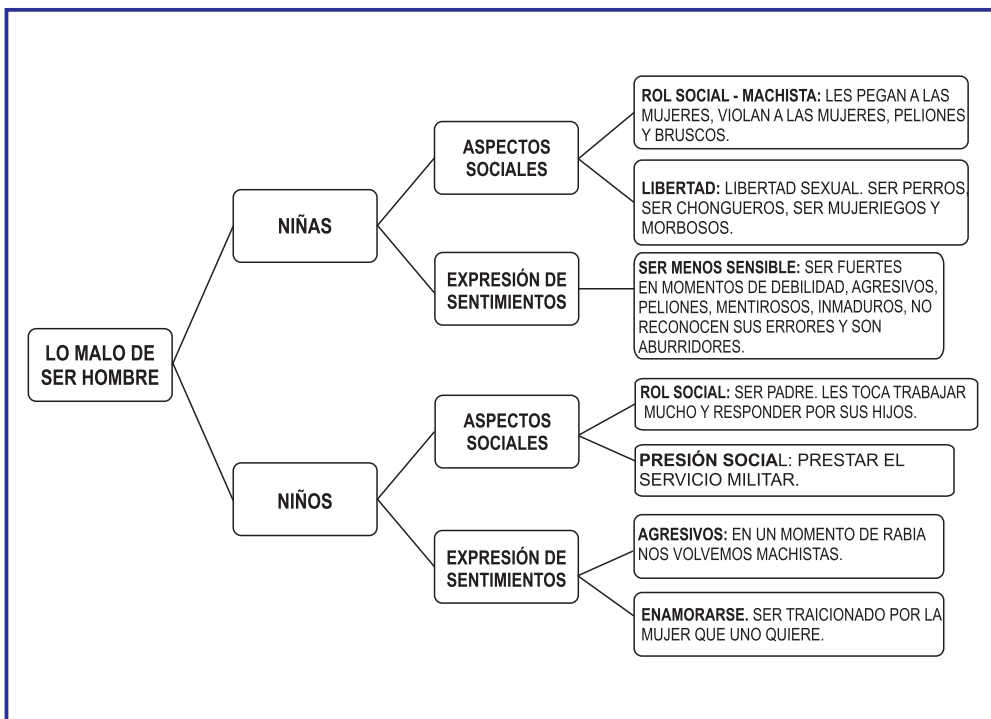 LO MALO DE
SER HOMBRE
NIÑAS
ASPECTOS
SOCIALES
ROL SOCIAL - MACHISTA: LES PEGAN A LAS
MUJERES, VIOLAN A LAS MUJERES, PELIONES
Y BRUSCOS.
LIBERTAD: LIBERTAD SEXUAL. SER PERROS,
SER CHONGUEROS, SER MUJERIEGOS Y
MORBOSOS.
EXPRESIÓN DE
SENTIMIENTOS
SER MENOS SENSIBLE: SER FUERTES
EN MOMENTOS DE DEBILIDAD, AGRESIVOS,
PELIONES, MENTIROSOS, INMADUROS, NO
RECONOCEN SUS ERRORES Y SON
ABURRIDORES.
NIÑOS
ASPECTOS
SOCIALES
ROL SOCIAL: SER PADRE. LES TOCA TRABAJAR
MUCHO Y RESPONDER POR SUS HIJOS.
PRESIÓN SOCIAL: PRESTAR EL
SERVICIO MILITAR.
EXPRESIÓN DE
SENTIMIENTOS
AGRESIVOS: EN UN MOMENTO DE RABIA
NOS VOLVEMOS MACHISTAS.
ENAMORARSE. SER TRAICIONADO POR LA
MUJER QUE UNO QUIERE.